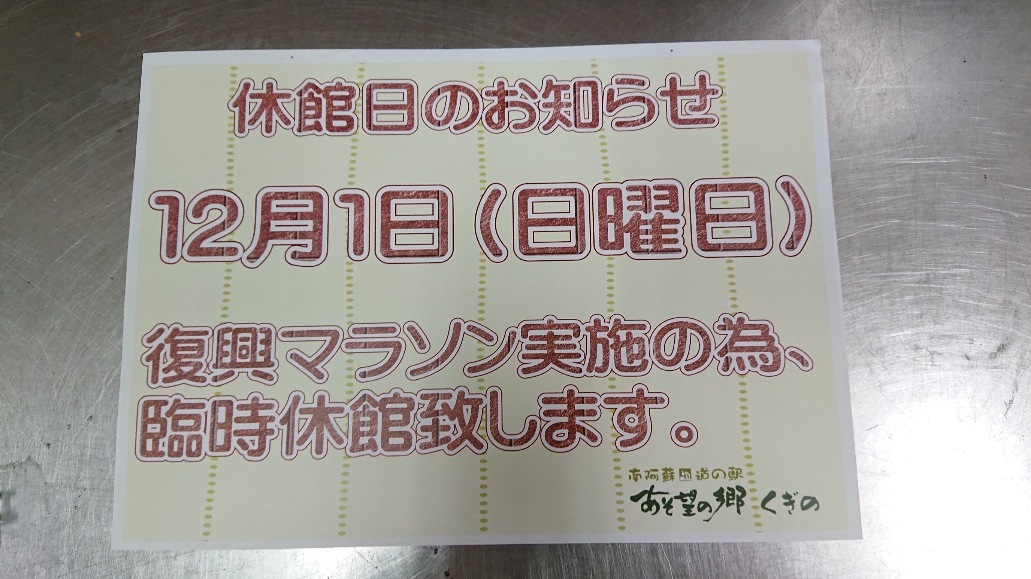 休館日のお知らせ
12月1日（日曜日）
復興マラソン実施の為、
臨時休館致します。
南阿蘇 道の駅
あそ望の郷 くぎの